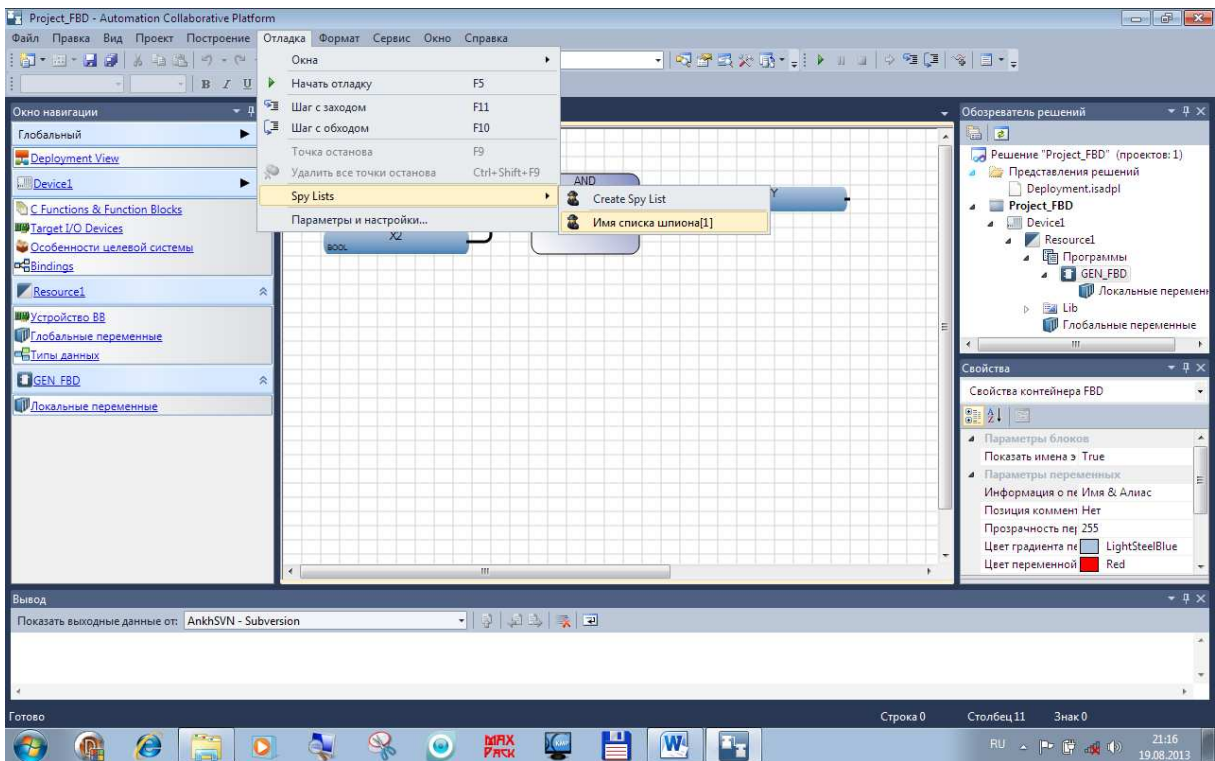 Project_FBD - Automation Collaborative Platform
Файл Правка Вид Проект Построение Отладка Формат Сервис Окно Справка
B I U
Окна
Начать отладку F5
Шаг с заходом F11
Шаг с обходом F10
Точка останова F9
Удалить все точки останова Ctrl+Shift+F9
Spy Lists
Параметры и настройки...
Create Spy List
Имя списка шпиона[1]
Окно навигации
Глобальный
Deployment View
Device1
C Functions & Function Blocks
Target I/O Devices
Особенности целевой системы
Bindings
Resource1
Устройство ВВ
Глобальные переменные
Типы данных
GEN_FBD
Локальные переменные
AND
Y
X2
BOOL
Обозреватель решений
Решение "Project_FBD" (проектов: 1)
Представления решений
Deployment.isadpl
Project_FBD
Device1
Resource1
Программы
GEN_FBD
Локальные перемен
Lib
Глобальные переменные
Свойства
Свойства контейнера FBD
Параметры блоков
Показать имена э True
Параметры переменных
Информация о пе Имя & Алиас
Позиция коммент Нет
Прозрачность пер 255
Цвет градиента пе LightSteelBlue
Цвет переменной Red
Вывод
Показать выходные данные от: AnkhSVN - Subversion
Готово Строка 0 Столбец 11 Знак 0
MAX
PACK
W
RU
21:16
19.08.2013